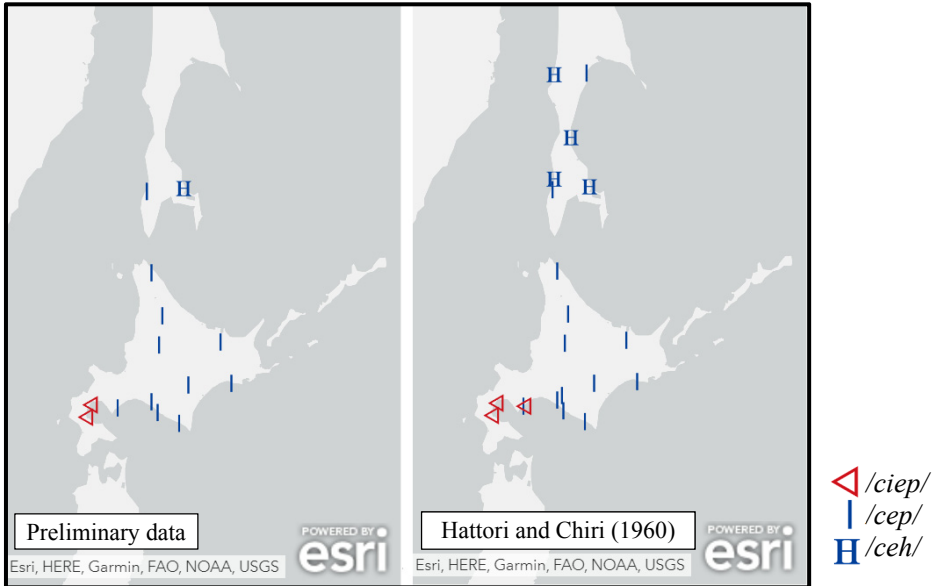 H
H
H
H
H
Preliminary data
Hattori and Chiri (1960)
POWERED BY
esri
POWERED BY
esri
Esri, HERE, Garmin, FAO, NOAA, USGS
Esri, HERE, Garmin, FAO, NOAA, USGS
/ciep/
/cep/
H /ceh/